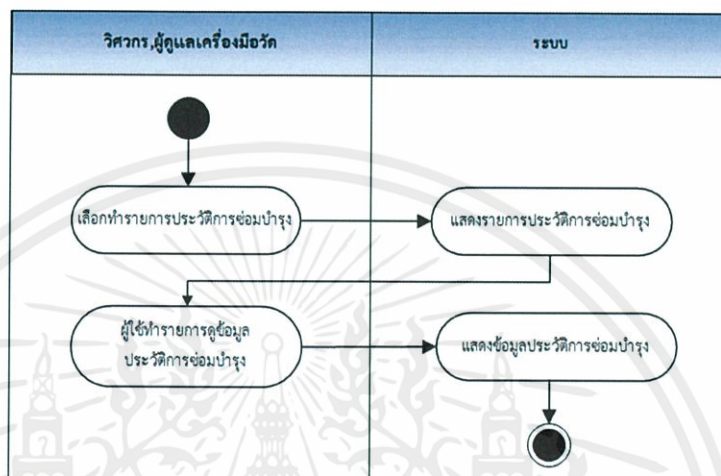 วิศวกร,ผู้ดูแลเครื่องมือวัด
ระบบ
เลือกทำรายการประวัติการซ่อมบำรุง
แสดงรายการประวัติการซ่อมบำรุง
ผู้ใช้ทำรายการดูข้อมูล
ประวัติการซ่อมบำรุง
แสดงข้อมูลประวัติการซ่อมบำรุง